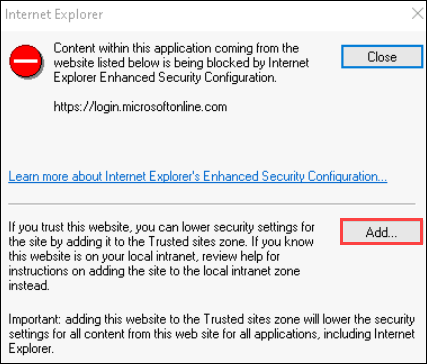 Internet Explorer
Content within this application coming from the
website listed below is being blocked by Internet
Explorer Enhanced Security Configuration.
Close
https://login.microsoftonline.com
Learn more about Internet Explorer's Enhanced Security Configuration...
If you trust this website, you can lower security settings for
the site by adding it to the Trusted sites zone. If you know
this website is on your local intranet, review help for
instructions on adding the site to the local intranet zone
instead.
Add...
Important: adding this website to the Trusted sites zone will lower the security
settings for all content from this web site for all applications, including Internet
Explorer.